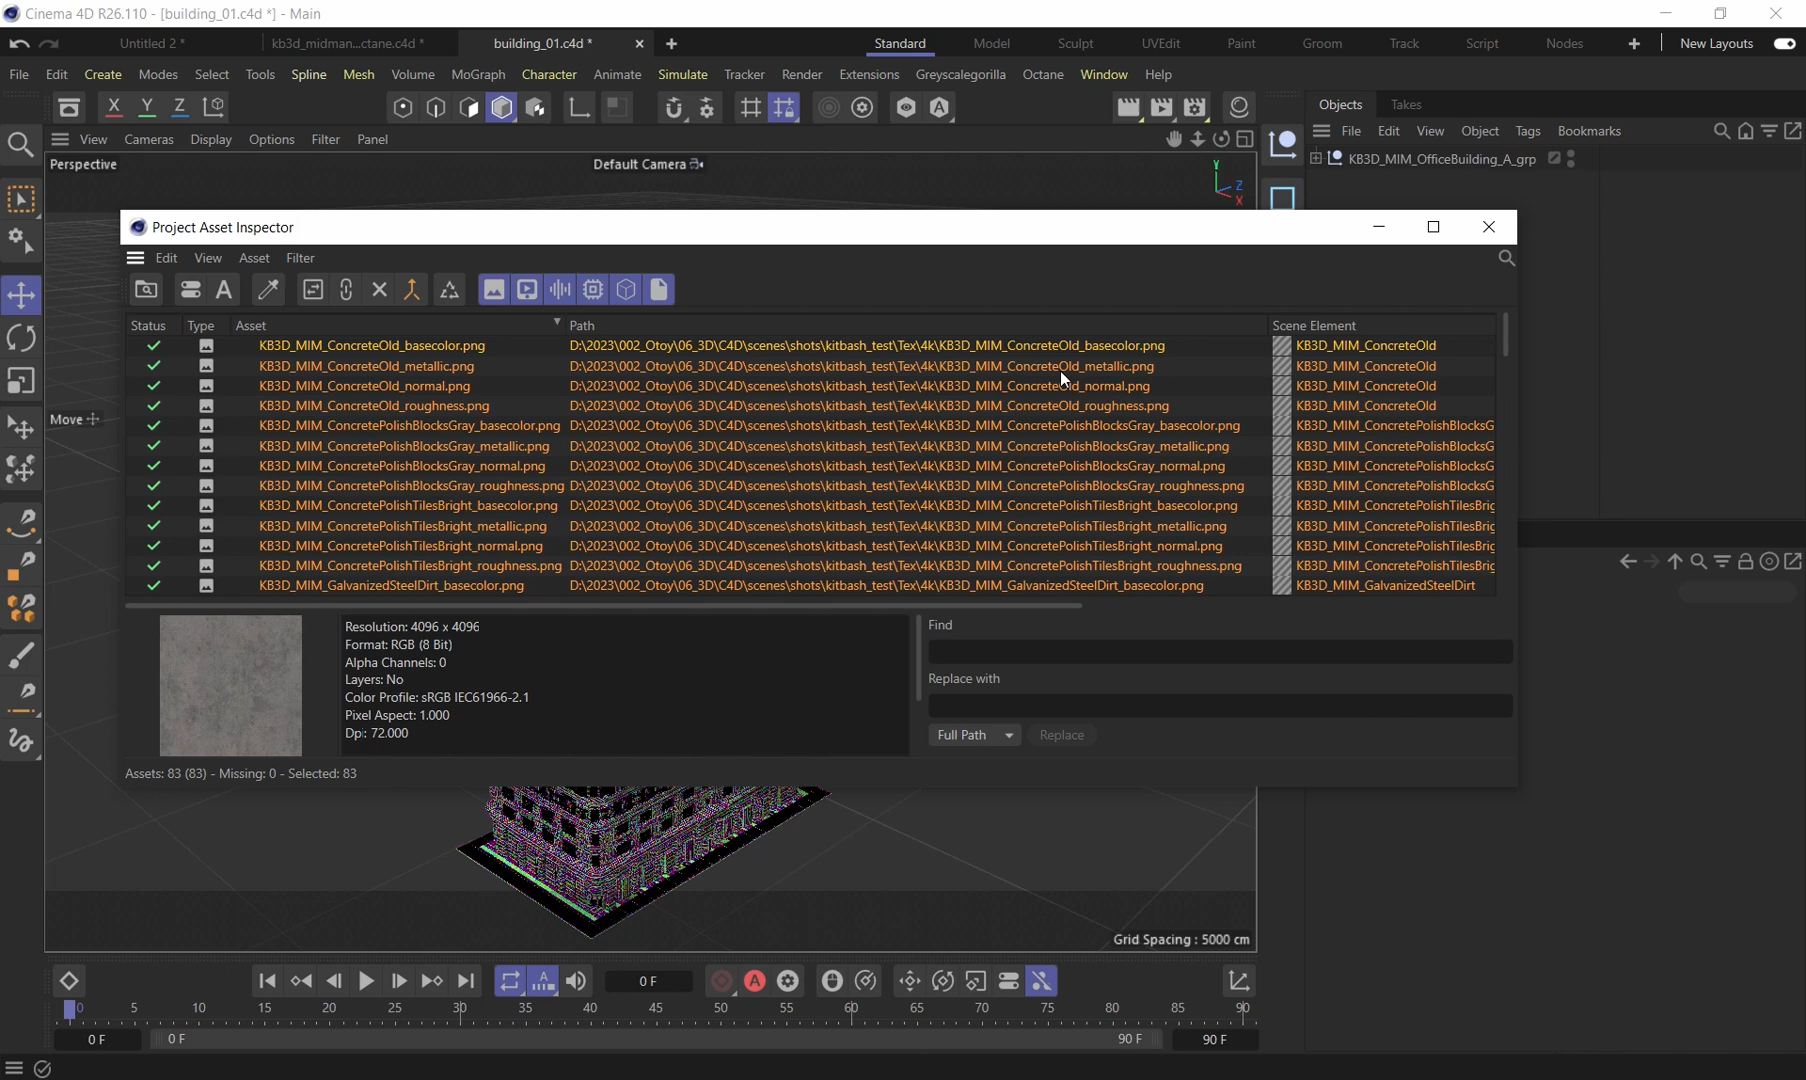 Cinema 4D R26.110 - [building_01.c4d *] - Main
Untitled 2 * kb3d_midman...ctane.c4d * building_01.c4d * Standard Model Sculpt UVEdit Paint Groom Track Script Nodes New Layouts
File Edit Create Modes Select Tools Spline Mesh Volume MoGraph Character Animate Simulate Tracker Render Extensions Greyscalegorilla Octane Window Help
X Y Z
Objects Takes
View Cameras Display Options Filter Panel
File Edit View Object Tags Bookmarks
Perspective Default Camera
KB3D_MIM_OfficeBuilding_A_grp
Y
Z
X
Project Asset Inspector
Edit View Asset Filter
Status Type Asset Path Scene Element
KB3D_MIM_ConcreteOld_basecolor.png D:\2023\002_Otoy\06_3D\C4D\scenes\shots\kitbash_test\Tex\4k\KB3D_MIM_ConcreteOld_basecolor.png KB3D_MIM_ConcreteOld
KB3D_MIM_ConcreteOld_metallic.png D:\2023\002_Otoy\06_3D\C4D\scenes\shots\kitbash_test\Tex\4k\KB3D_MIM_ConcreteOld_metallic.png KB3D_MIM_ConcreteOld
KB3D_MIM_ConcreteOld_normal.png D:\2023\002_Otoy\06_3D\C4D\scenes\shots\kitbash_test\Tex\4k\KB3D_MIM_ConcreteOld_normal.png KB3D_MIM_ConcreteOld
KB3D_MIM_ConcreteOld_roughness.png D:\2023\002_Otoy\06_3D\C4D\scenes\shots\kitbash_test\Tex\4k\KB3D_MIM_ConcreteOld_roughness.png KB3D_MIM_ConcreteOld
KB3D_MIM_ConcretePolishBlocksGray_basecolor.png D:\2023\002_Otoy\06_3D\C4D\scenes\shots\kitbash_test\Tex\4k\KB3D_MIM_ConcretePolishBlocksGray_basecolor.png KB3D_MIM_ConcretePolishBlocksG
KB3D_MIM_ConcretePolishBlocksGray_metallic.png D:\2023\002_Otoy\06_3D\C4D\scenes\shots\kitbash_test\Tex\4k\KB3D_MIM_ConcretePolishBlocksGray_metallic.png KB3D_MIM_ConcretePolishBlocksG
KB3D_MIM_ConcretePolishBlocksGray_normal.png D:\2023\002_Otoy\06_3D\C4D\scenes\shots\kitbash_test\Tex\4k\KB3D_MIM_ConcretePolishBlocksGray_normal.png KB3D_MIM_ConcretePolishBlocksG
KB3D_MIM_ConcretePolishBlocksGray_roughness.png D:\2023\002_Otoy\06_3D\C4D\scenes\shots\kitbash_test\Tex\4k\KB3D_MIM_ConcretePolishBlocksGray_roughness.png KB3D_MIM_ConcretePolishBlocksG
KB3D_MIM_ConcretePolishTilesBright_basecolor.png D:\2023\002_Otoy\06_3D\C4D\scenes\shots\kitbash_test\Tex\4k\KB3D_MIM_ConcretePolishTilesBright_basecolor.png KB3D_MIM_ConcretePolishTilesBrig
KB3D_MIM_ConcretePolishTilesBright_metallic.png D:\2023\002_Otoy\06_3D\C4D\scenes\shots\kitbash_test\Tex\4k\KB3D_MIM_ConcretePolishTilesBright_metallic.png KB3D_MIM_ConcretePolishTilesBrig
KB3D_MIM_ConcretePolishTilesBright_normal.png D:\2023\002_Otoy\06_3D\C4D\scenes\shots\kitbash_test\Tex\4k\KB3D_MIM_ConcretePolishTilesBright_normal.png KB3D_MIM_ConcretePolishTilesBrig
KB3D_MIM_ConcretePolishTilesBright_roughness.png D:\2023\002_Otoy\06_3D\C4D\scenes\shots\kitbash_test\Tex\4k\KB3D_MIM_ConcretePolishTilesBright_roughness.png KB3D_MIM_ConcretePolishTilesBrig
KB3D_MIM_GalvanizedSteelDirt_basecolor.png D:\2023\002_Otoy\06_3D\C4D\scenes\shots\kitbash_test\Tex\4k\KB3D_MIM_GalvanizedSteelDirt_basecolor.png KB3D_MIM_GalvanizedSteelDirt
Move
Resolution: 4096 x 4096
Format: RGB (8 Bit)
Alpha Channels: 0
Layers: No
Color Profile: sRGB IEC61966-2.1
Pixel Aspect: 1.000
Dpi: 72.000
Find
Replace with
Full Path Replace
Assets: 83 (83) - Missing: 0 - Selected: 83
Grid Spacing : 5000 cm
0 F
0 5 10 15 20 25 30 35 40 45 50 55 60 65 70 75 80 85 90
0 F 0 F 90 F 90 F